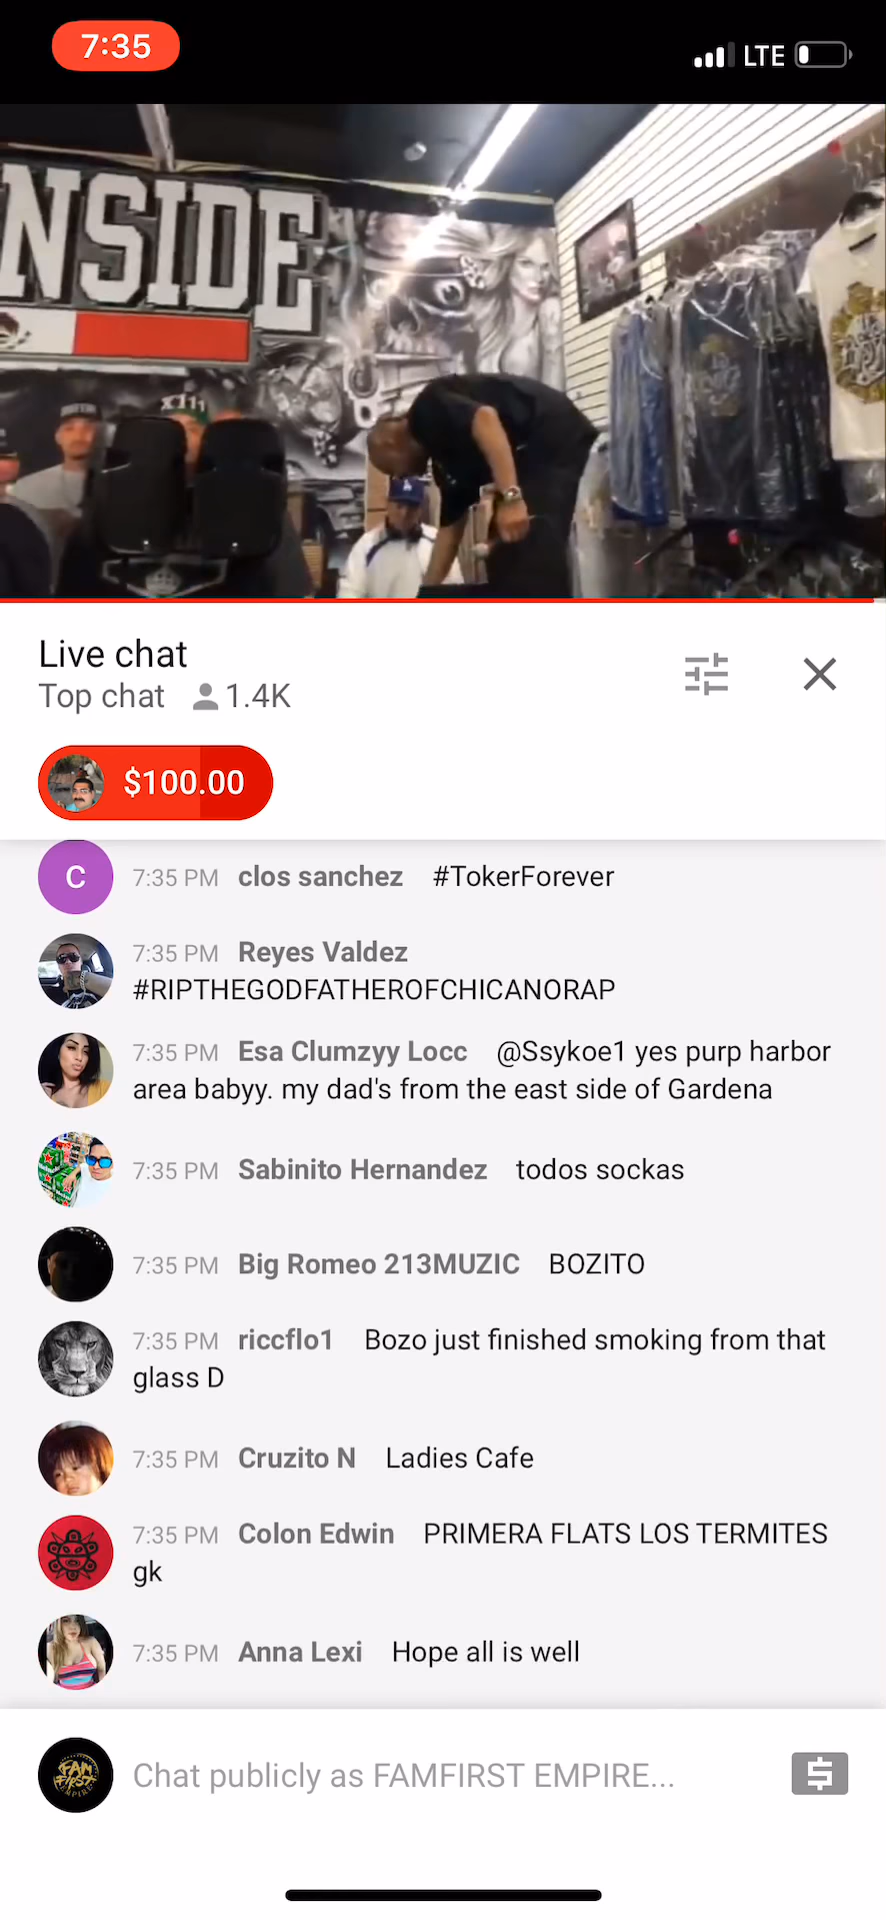 7:35
LTE
NSIDE
x111
Live chat
Top chat 1.4K
$100.00
C
7:35 PM clos sanchez #TokerForever
7:35 PM Reyes Valdez
#RIPTHEGODFATHEROFCHICANORAP
7:35 PM Esa Clumzyy Locc @Ssykoe1 yes purp harbor
area babyy. my dad's from the east side of Gardena
7:35 PM Sabinito Hernandez todos sockas
7:35 PM Big Romeo 213MUZIC BOZITO
7:35 PM riccflo1 Bozo just finished smoking from that
glass D
7:35 PM Cruzito N Ladies Cafe
7:35 PM Colon Edwin PRIMERA FLATS LOS TERMITES
gk
7:35 PM Anna Lexi Hope all is well
FAM
FIRST
EMPIRE
Chat publicly as FAMFIRST EMPIRE...
$